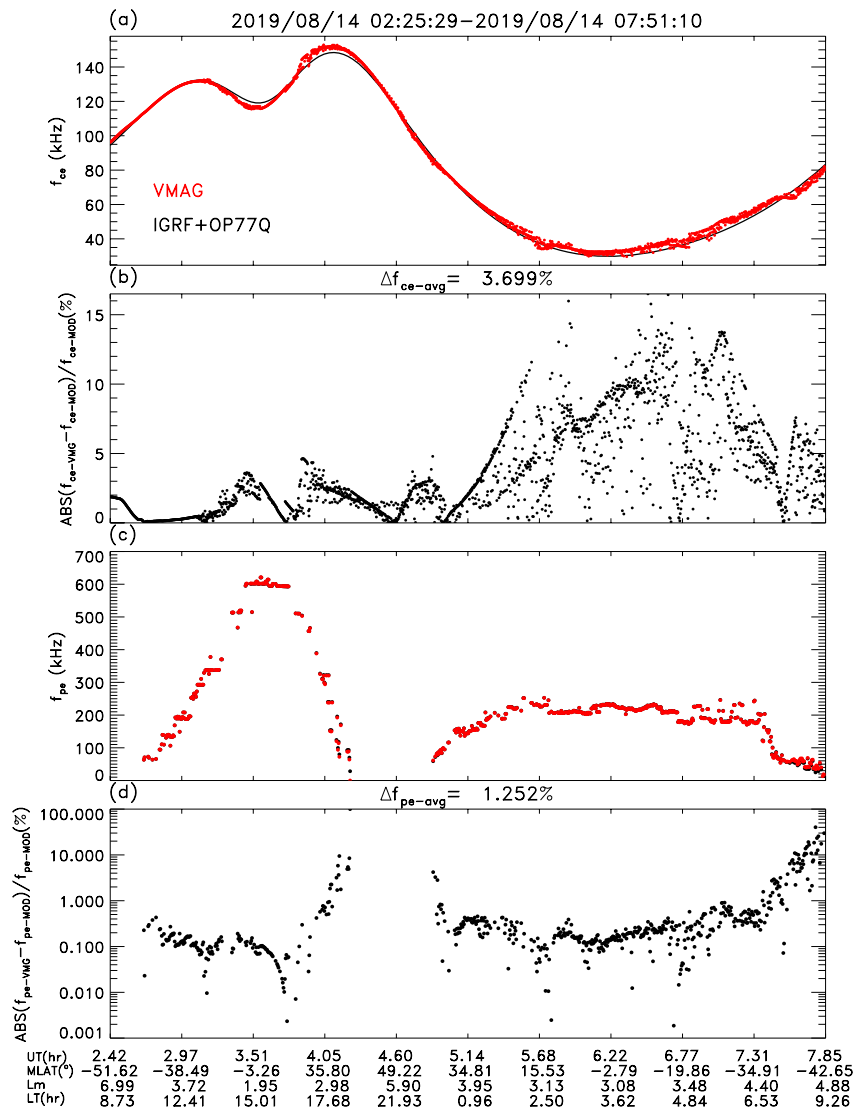 (a) 2019/08/14 02:25:29−2019/08/14 07:51:10
140
120
100
80
60
40
f_ce (kHz)
VMAG
IGRF+OP77Q
(b) Δf_ce−avg= 3.699%
15
10
5
0
ABS(f_ce−VMG−f_ce−MOD)/f_ce−MOD(%)
(c)
700
600
500
400
300
200
100
0
f_pe (kHz)
(d) Δf_pe−avg= 1.252%
100.000
10.000
1.000
0.100
0.010
0.001
ABS(f_pe−VMG−f_pe−MOD)/f_pe−MOD(%)
UT(hr) 2.42 2.97 3.51 4.05 4.60 5.14 5.68 6.22 6.77 7.31 7.85
MLAT(°) −51.62 −38.49 −3.26 35.80 49.22 34.81 15.53 −2.79 −19.86 −34.91 −42.65
Lm 6.99 3.72 1.95 2.98 5.90 3.95 3.13 3.08 3.48 4.40 4.88
LT(hr) 8.73 12.41 15.01 17.68 21.93 0.96 2.50 3.62 4.84 6.53 9.26